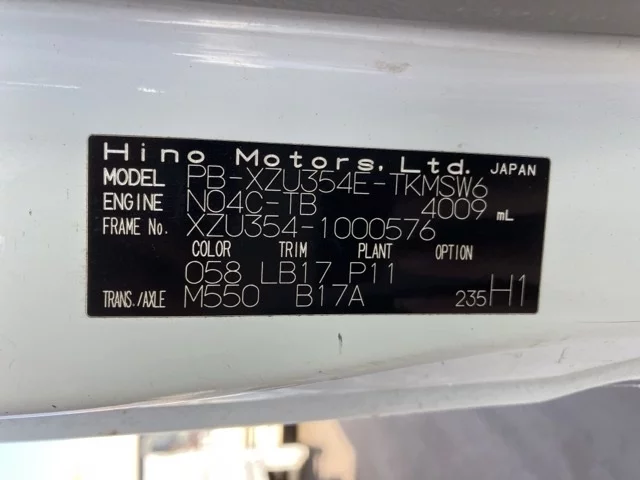 Hino Motors, Ltd. JAPAN
MODEL PB-XZU354E-TKMSW6
ENGINE N04C-TB 4009 mL
FRAME No. XZU354-1000576
COLOR TRIM PLANT OPTION
058 LB17 P11
TRANS./AXLE M550 B17A 235 H1